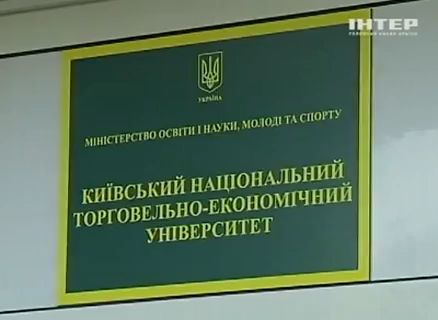 ІНТЕР
УКРАЇНА
МІНІСТЕРСТВО ОСВІТИ І НАУКИ, МОЛОДІ ТА СПОРТУ
КИЇВСЬКИЙ НАЦІОНАЛЬНИЙ
ТОРГОВЕЛЬНО-ЕКОНОМІЧНИЙ
УНІВЕРСИТЕТ